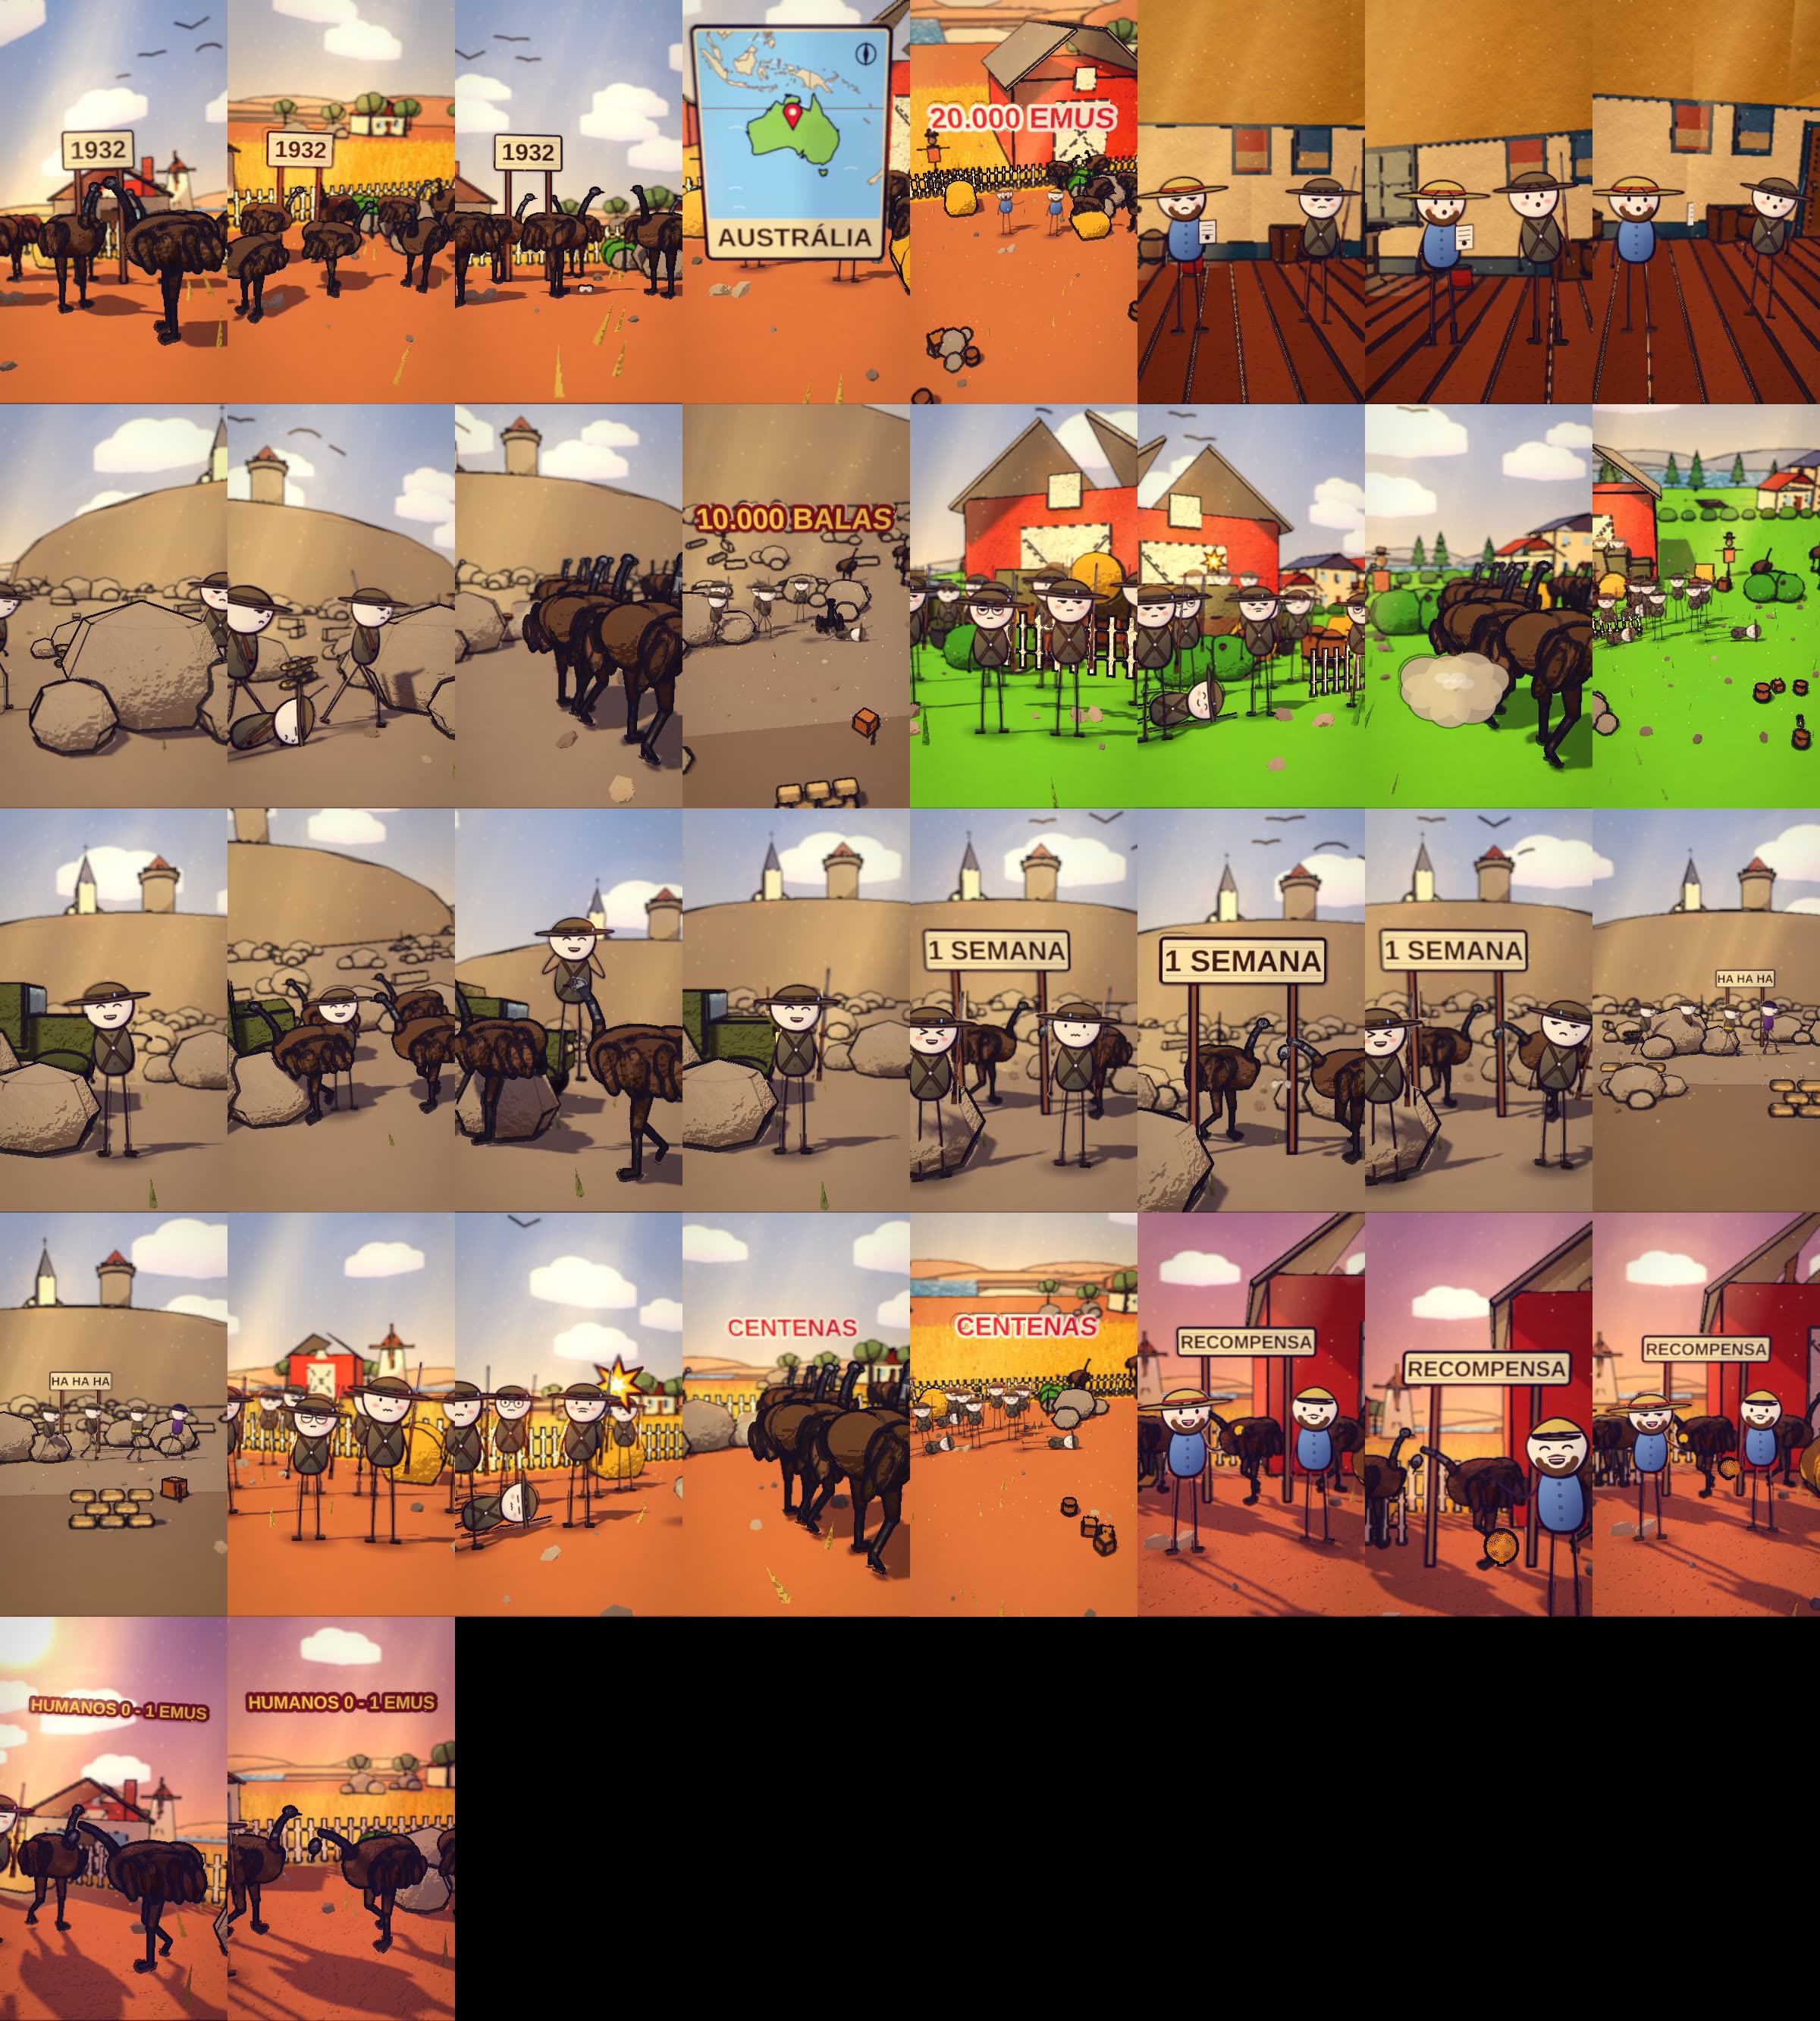 1932
1932
1932
AUSTRÁLIA
20.000 EMUS
10.000 BALAS
1 SEMANA
1 SEMANA
1 SEMANA
HA HA HA
HA HA HA
CENTENAS
CENTENAS
RECOMPENSA
RECOMPENSA
RECOMPENSA
HUMANOS 0 - 1 EMUS
HUMANOS 0 - 1 EMUS